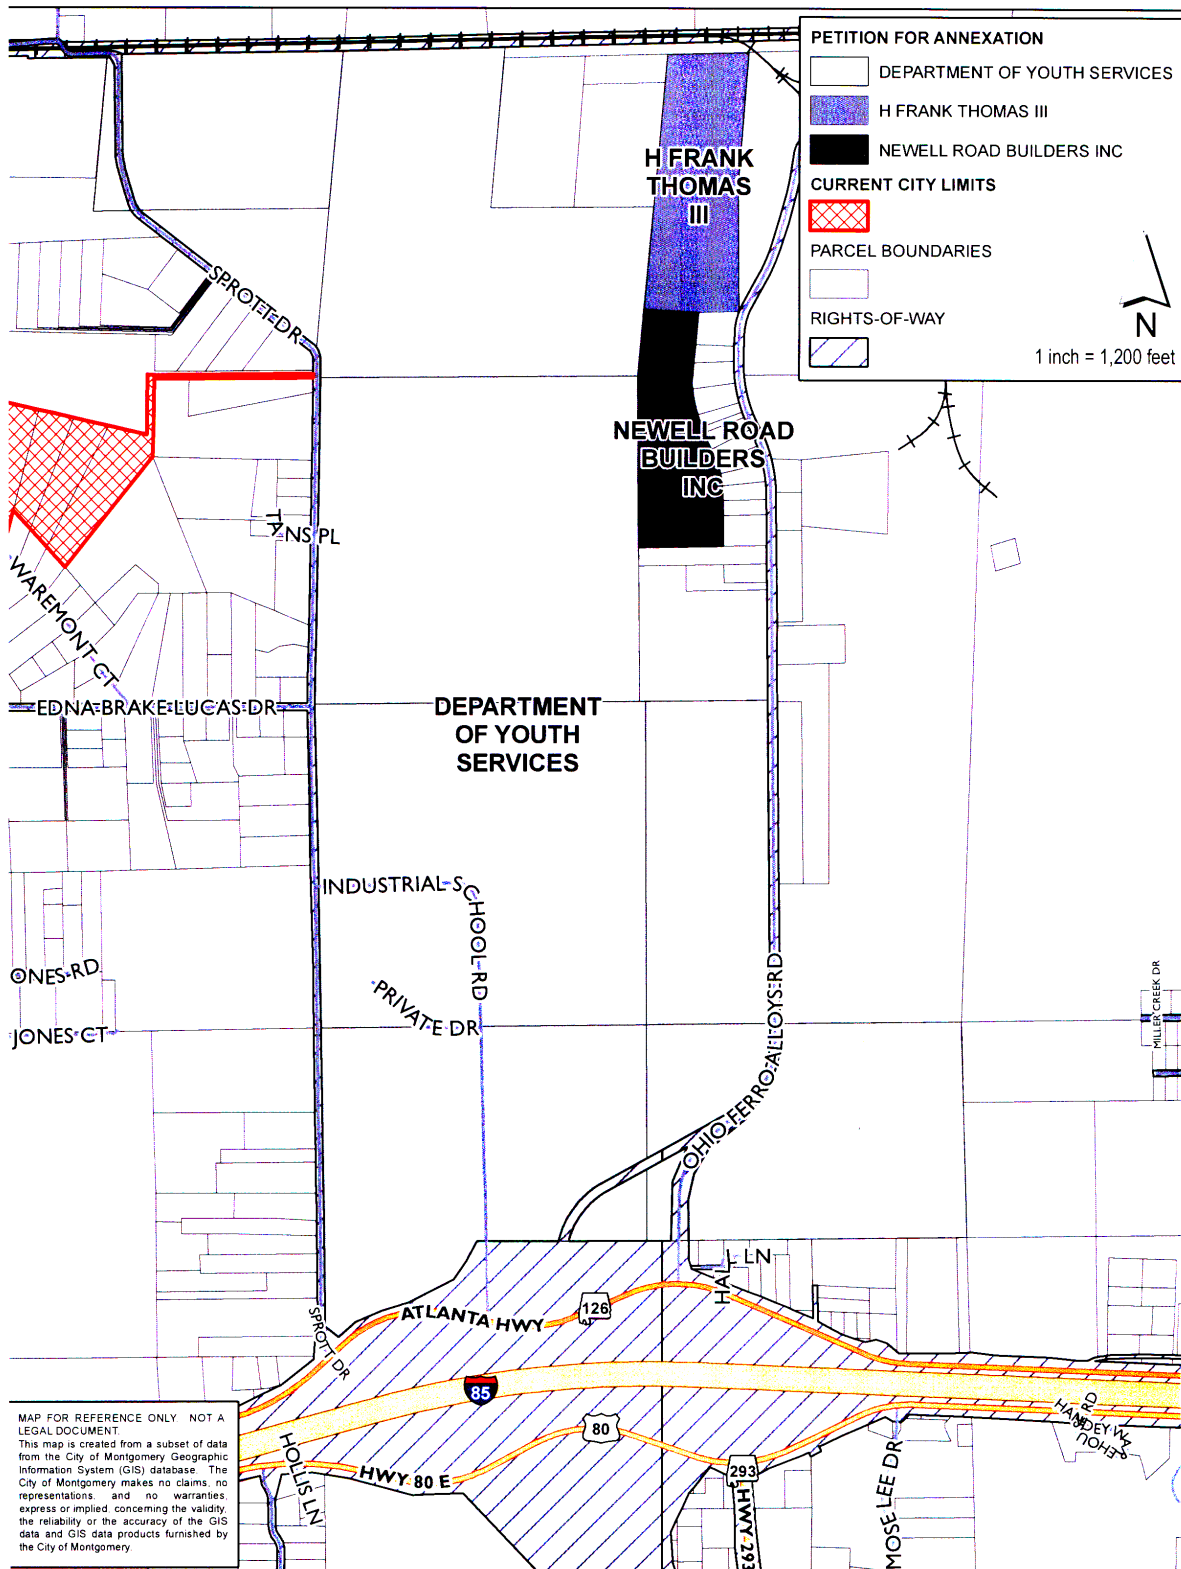 PETITION FOR ANNEXATION
DEPARTMENT OF YOUTH SERVICES
H FRANK THOMAS III
NEWELL ROAD BUILDERS INC
CURRENT CITY LIMITS
PARCEL BOUNDARIES
RIGHTS-OF-WAY
N
1 inch = 1,200 feet
H FRANK
THOMAS
III
SPROTT DR
NEWELL ROAD
BUILDERS
INC
TANS PL
WAREMONT CT
EDNA BRAKE LUCAS DR
DEPARTMENT
OF YOUTH
SERVICES
INDUSTRIAL SCHOOL RD
PRIVATE DR
ONES RD
JONES CT
OHIO FERRO ALLOYS RD
MILLER CREEK DR
HALL LN
ATLANTA HWY
126
SPROTT DR
85
80
HWY 80 E
293
HWY 293
HOLLIS LN
MOSE LEE DR
MAP FOR REFERENCE ONLY. NOT A
LEGAL DOCUMENT.
This map is created from a subset of data
from the City of Montgomery Geographic
Information System (GIS) database. The
City of Montgomery makes no claims, no
representations, and no warranties,
express or implied, concerning the validity,
the reliability or the accuracy of the GIS
data and GIS data products furnished by
the City of Montgomery.